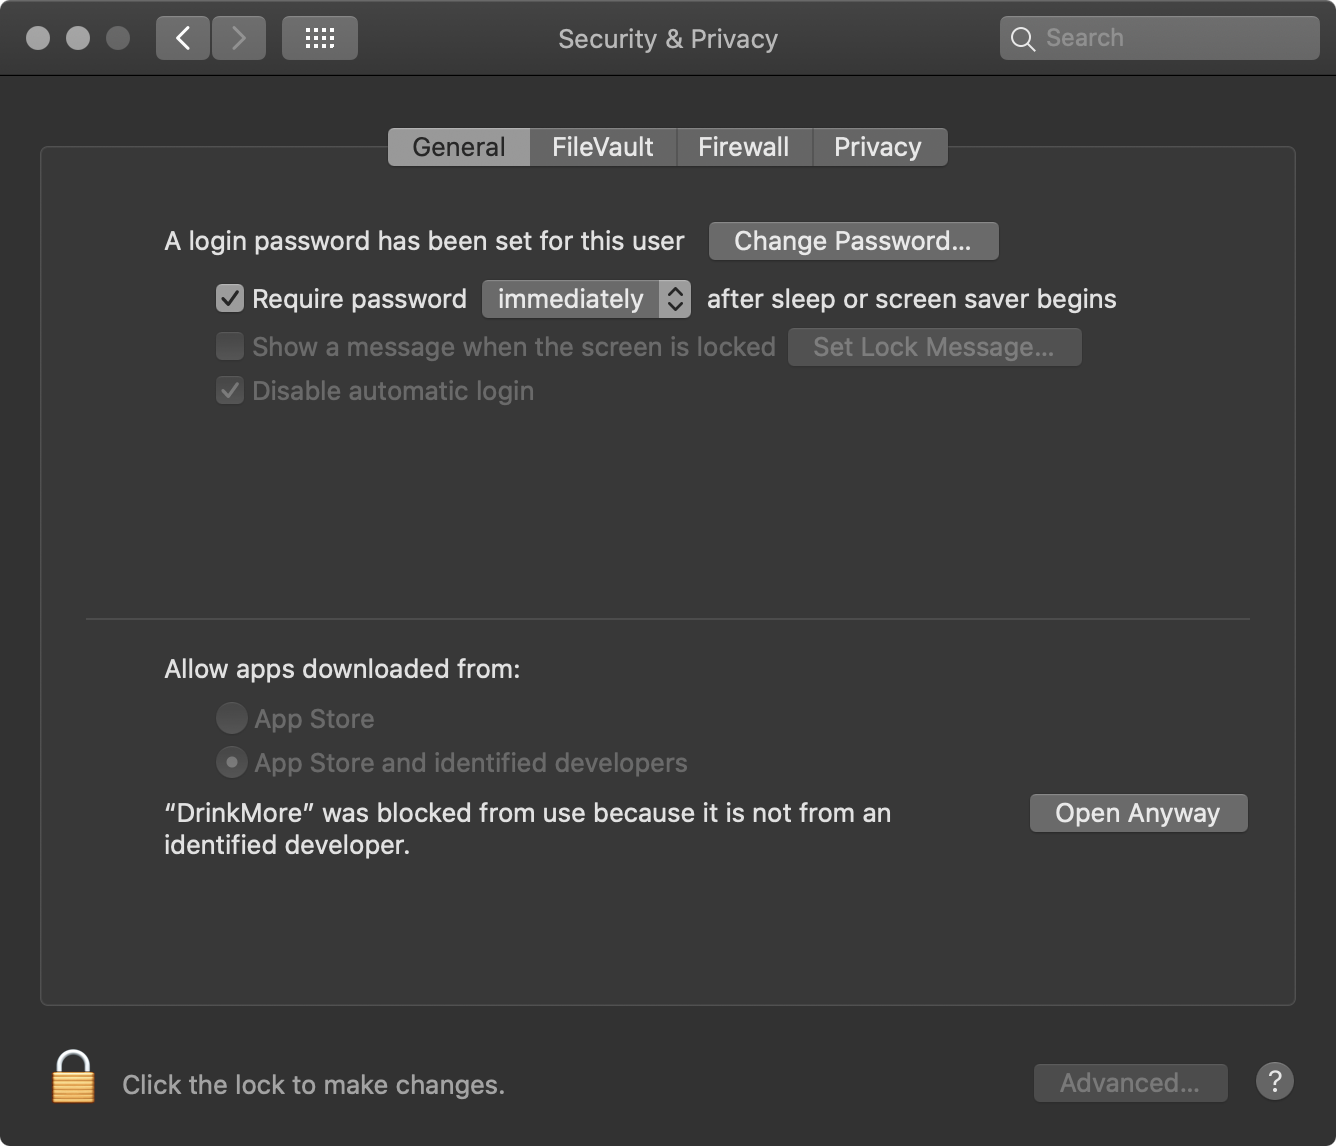 Security & Privacy
Search
General FileVault Firewall Privacy
A login password has been set for this user Change Password...
Require password immediately after sleep or screen saver begins
Show a message when the screen is locked Set Lock Message...
Disable automatic login
Allow apps downloaded from:
App Store
App Store and identified developers
“DrinkMore” was blocked from use because it is not from an Open Anyway
identified developer.
Click the lock to make changes. Advanced... ?